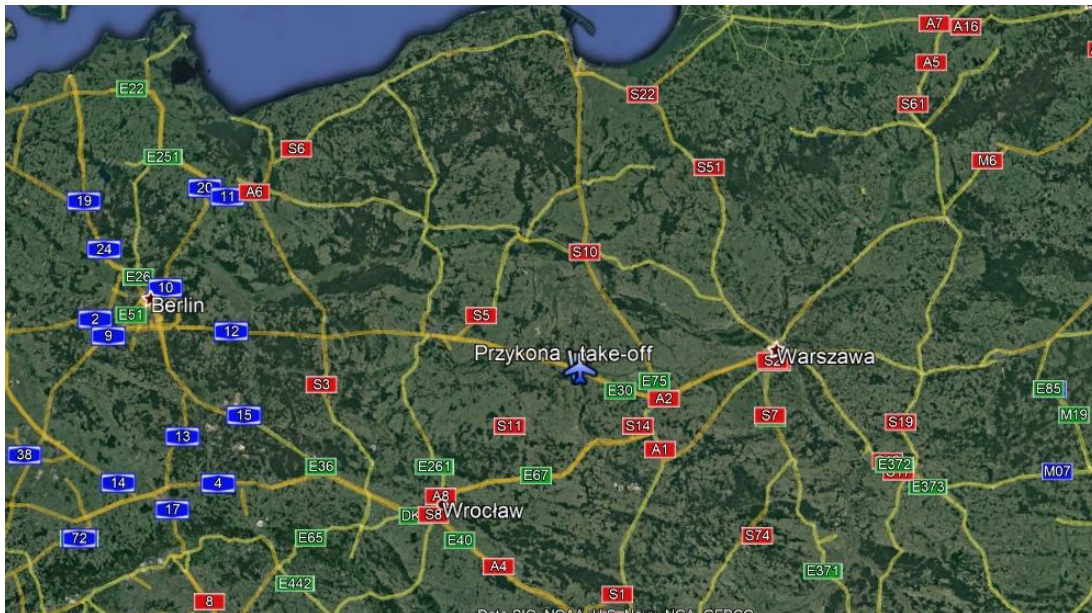 A7
A16
A5
E22
S22
S61
S6
E251
S51
M6
20
11
A6
19
24
S10
E26
10
Berlin
E51
2
9
12
S5
Przykona - take-off
Warszawa
E30
E75
A2
S3
E85
M19
15
S11
S14
S7
S19
13
38
A1
E36
E261
E67
E372
M07
14
4
E373
A8
17
S8
Wrocław
72
E65
E40
S74
A4
E371
E442
8
S1